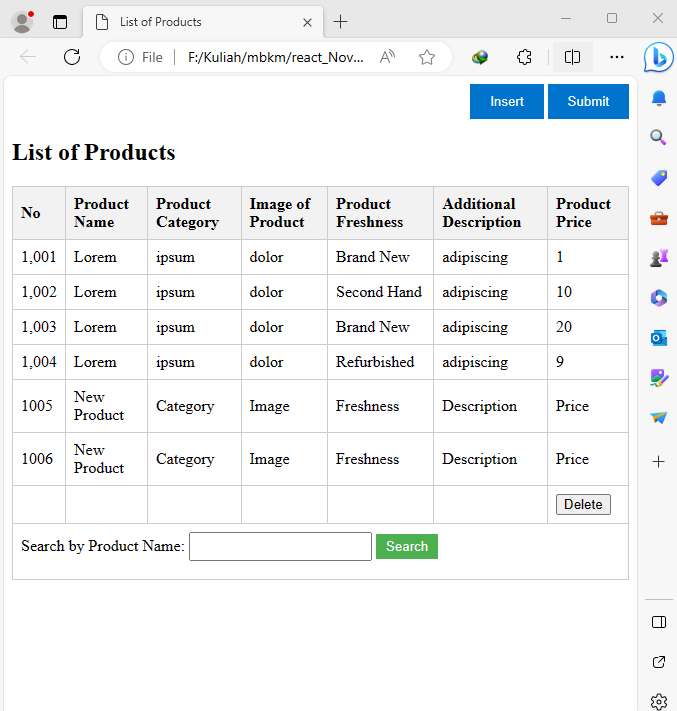 List of Products
File F:/Kuliah/mbkm/react_Nov...
Insert Submit
List of Products
No Product Name Product Category Image of Product Product Freshness Additional Description Product Price
1,001 Lorem ipsum dolor Brand New adipiscing 1
1,002 Lorem ipsum dolor Second Hand adipiscing 10
1,003 Lorem ipsum dolor Brand New adipiscing 20
1,004 Lorem ipsum dolor Refurbished adipiscing 9
1005 New Product Category Image Freshness Description Price
1006 New Product Category Image Freshness Description Price
Delete
Search by Product Name: Search